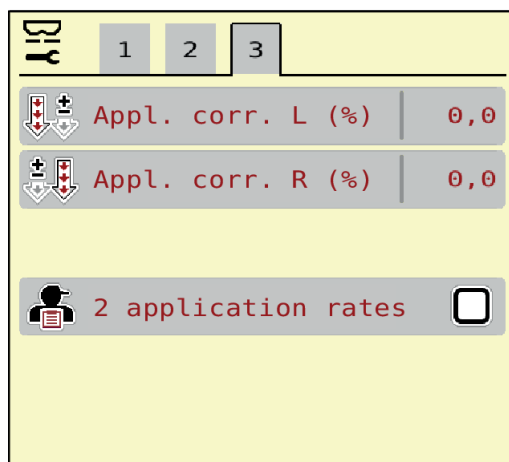 1 2 3
Appl. corr. L (%) 0,0
Appl. corr. R (%) 0,0
2 application rates